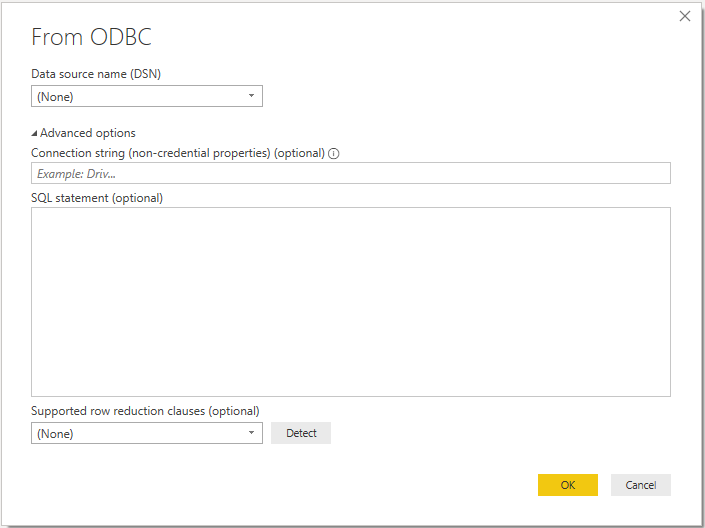 From ODBC
Data source name (DSN)
(None)
Advanced options
Connection string (non-credential properties) (optional)
Example: Driv...
SQL statement (optional)
Supported row reduction clauses (optional)
(None)
Detect
OK
Cancel